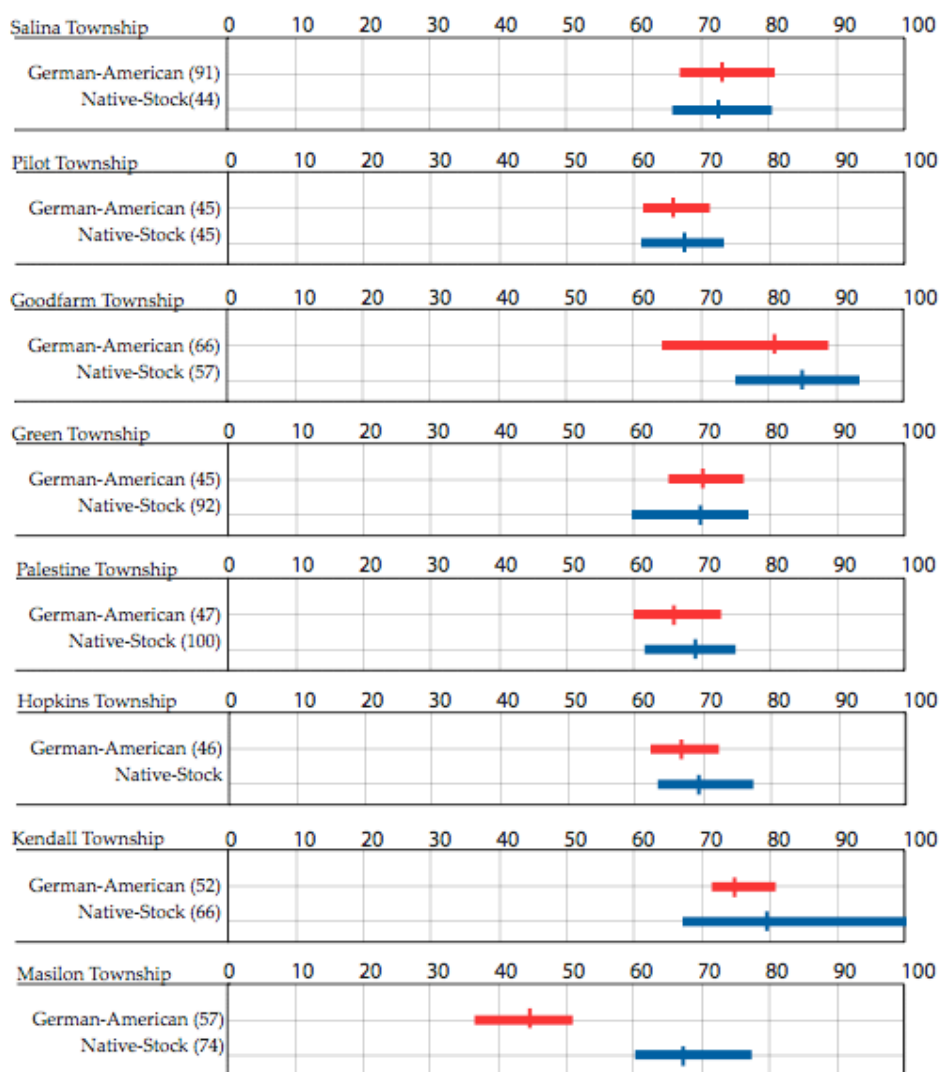 Salina Township 0 10 20 30 40 50 60 70 80 90 100
German-American (91)
Native-Stock(44)
Pilot Township 0 10 20 30 40 50 60 70 80 90 100
German-American (45)
Native-Stock (45)
Goodfarm Township 0 10 20 30 40 50 60 70 80 90 100
German-American (66)
Native-Stock (57)
Green Township 0 10 20 30 40 50 60 70 80 90 100
German-American (45)
Native-Stock (92)
Palestine Township 0 10 20 30 40 50 60 70 80 90 100
German-American (47)
Native-Stock (100)
Hopkins Township 0 10 20 30 40 50 60 70 80 90 100
German-American (46)
Native-Stock
Kendall Township 0 10 20 30 40 50 60 70 80 90 100
German-American (52)
Native-Stock (66)
Masilon Township 0 10 20 30 40 50 60 70 80 90 100
German-American (57)
Native-Stock (74)